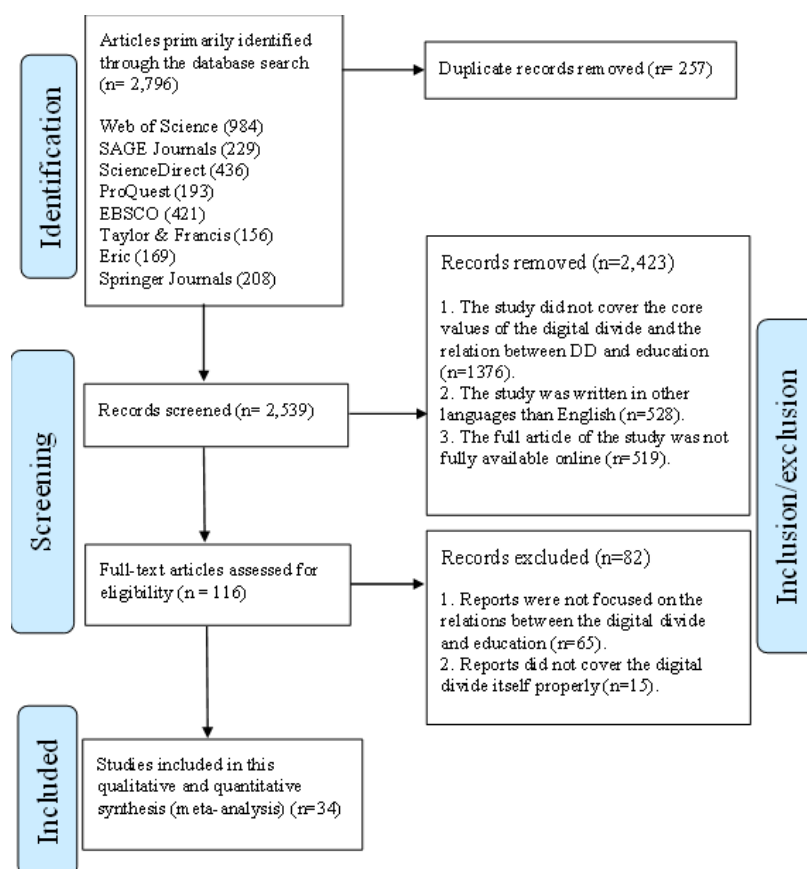 Identification
Articles primarily identified
through the database search
(n= 2,796)
Web of Science (984)
SAGE Journals (229)
ScienceDirect (436)
ProQuest (193)
EBSCO (421)
Taylor & Francis (156)
Eric (169)
Springer Journals (208)
Duplicate records removed (n= 257)
Screening
Records screened (n= 2,539)
Records removed (n=2,423)
1. The study did not cover the core
values of the digital divide and the
relation between DD and education
(n=1376).
2. The study was written in other
languages than English (n=528).
3. The full article of the study was not
fully available online (n=519).
Inclusion/exclusion
Full-text articles assessed for
eligibility (n = 116)
Records excluded (n=82)
1. Reports were not focused on the
relations between the digital divide
and education (n=65).
2. Reports did not cover the digital
divide itself properly (n=15).
Included
Studies included in this
qualitative and quantitative
synthesis (meta-analysis) (n=34)